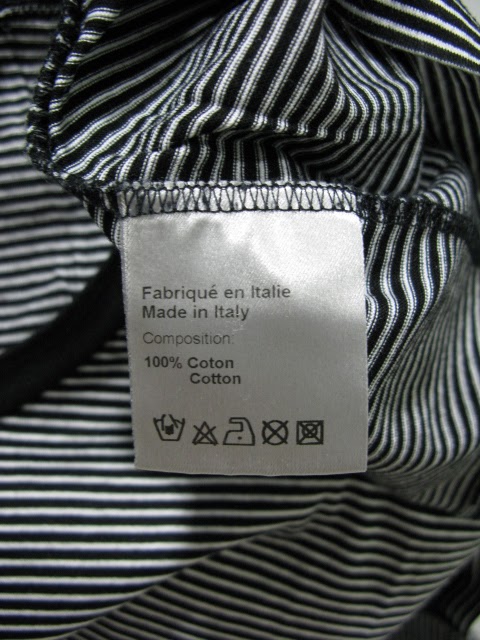 Fabriqué en Italie
Made in Italy
Composition:
100% Coton
Cotton